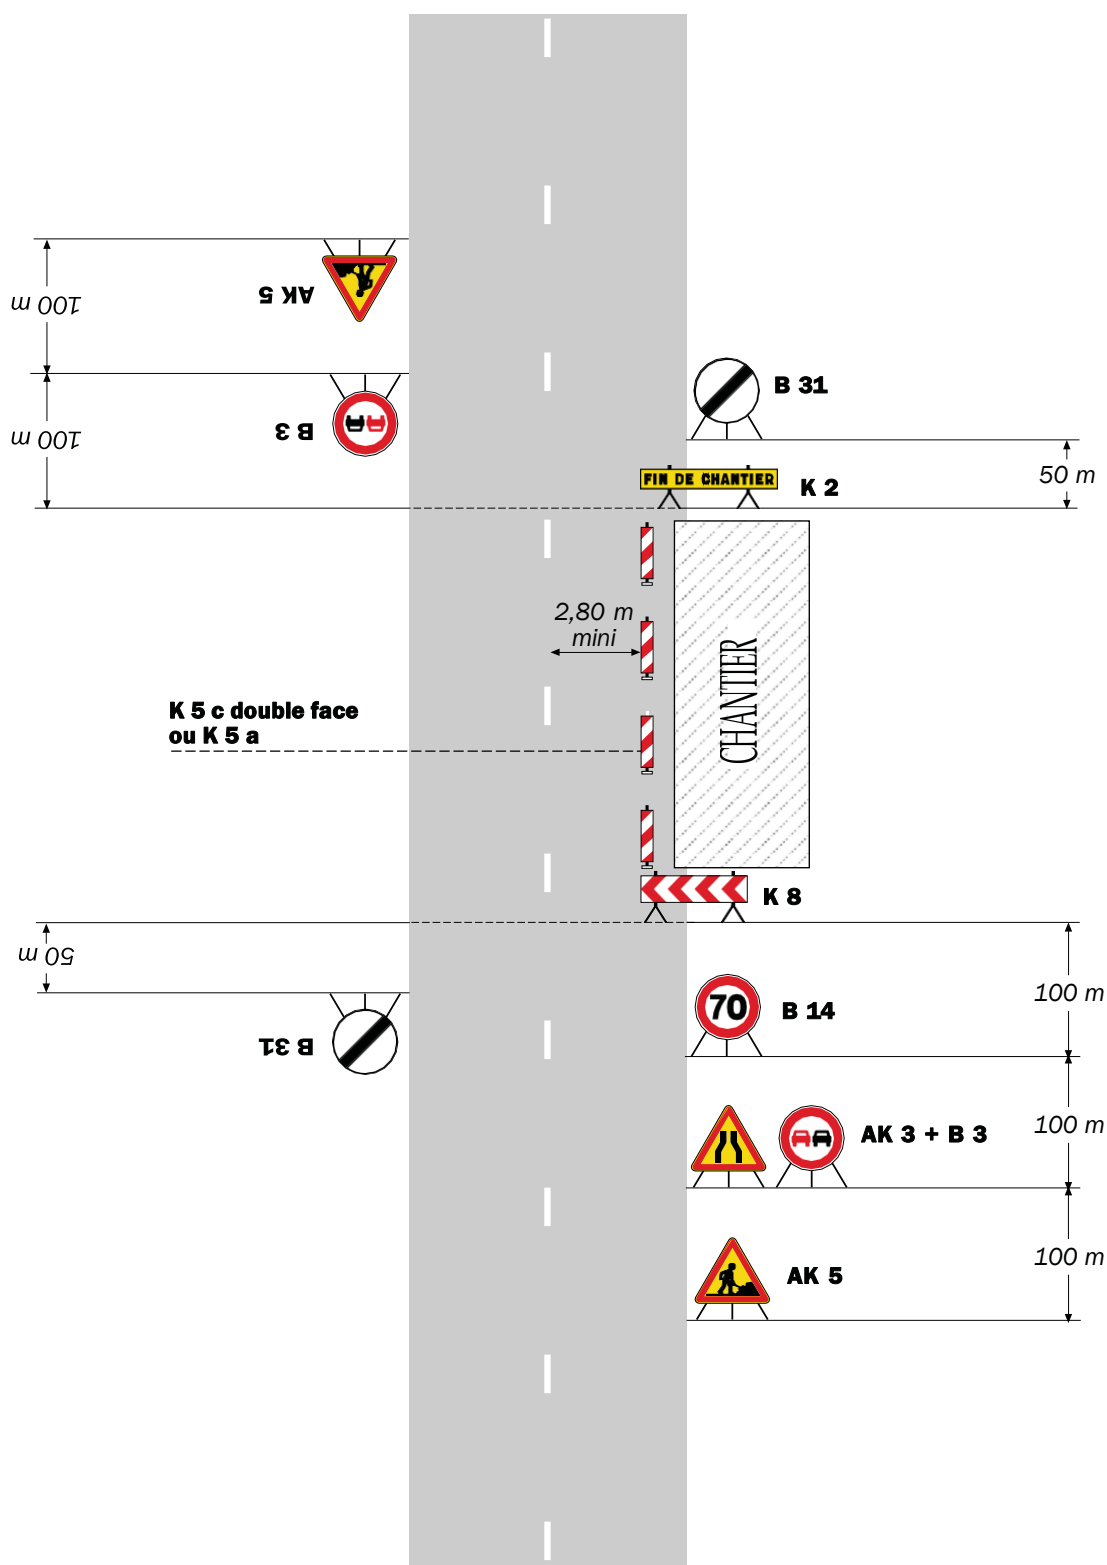 AK 5
100 m
B 3
100 m
B 31
50 m
FIN DE CHANTIER
K 2
2,80 m
mini
CHANTIER
K 5 c double face
ou K 5 a
K 8
50 m
B 31
70
B 14
100 m
AK 3 + B 3
100 m
AK 5
100 m